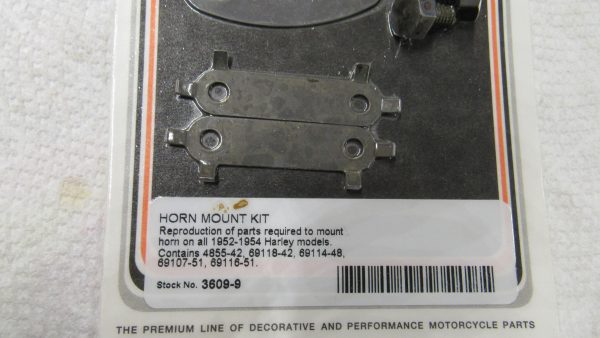 HORN MOUNT KIT
Reproduction of parts required to mount
horn on all 1952-1954 Harley models.
Contains 4855-42, 69118-42, 69114-48,
69107-51, 69116-51.
Stock No. 3609-9
THE PREMIUM LINE OF DECORATIVE AND PERFORMANCE MOTORCYCLE PARTS